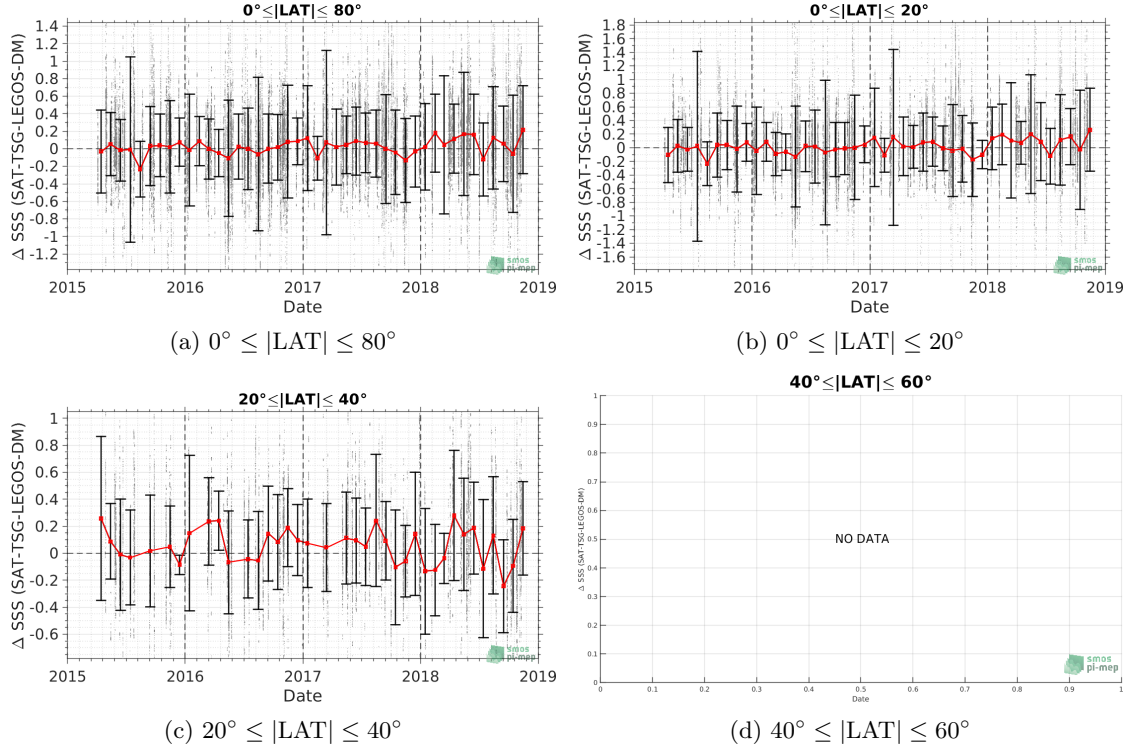 0°≤|LAT|≤ 80°
Δ SSS (SAT-TSG-LEGOS-DM)
1.4
1.2
1
0.8
0.6
0.4
0.2
0
-0.2
-0.4
-0.6
-0.8
-1
-1.2
2015 2016 2017 2018 2019
Date
smos
pi-mep
(a) 0° ≤ |LAT| ≤ 80°
0°≤|LAT|≤ 20°
Δ SSS (SAT-TSG-LEGOS-DM)
1.8
1.6
1.4
1.2
1
0.8
0.6
0.4
0.2
0
-0.2
-0.4
-0.6
-0.8
-1
-1.2
-1.4
-1.6
2015 2016 2017 2018 2019
Date
smos
pi-mep
(b) 0° ≤ |LAT| ≤ 20°
20°≤|LAT|≤ 40°
Δ SSS (SAT-TSG-LEGOS-DM)
1
0.8
0.6
0.4
0.2
0
-0.2
-0.4
-0.6
2015 2016 2017 2018 2019
Date
smos
pi-mep
(c) 20° ≤ |LAT| ≤ 40°
40°≤|LAT|≤ 60°
Δ SSS (SAT-TSG-LEGOS-DM)
1
0.9
0.8
0.7
0.6
0.5
0.4
0.3
0.2
0.1
0
NO DATA
0 0.1 0.2 0.3 0.4 0.5 0.6 0.7 0.8 0.9 1
Date
smos
pi-mep
(d) 40° ≤ |LAT| ≤ 60°